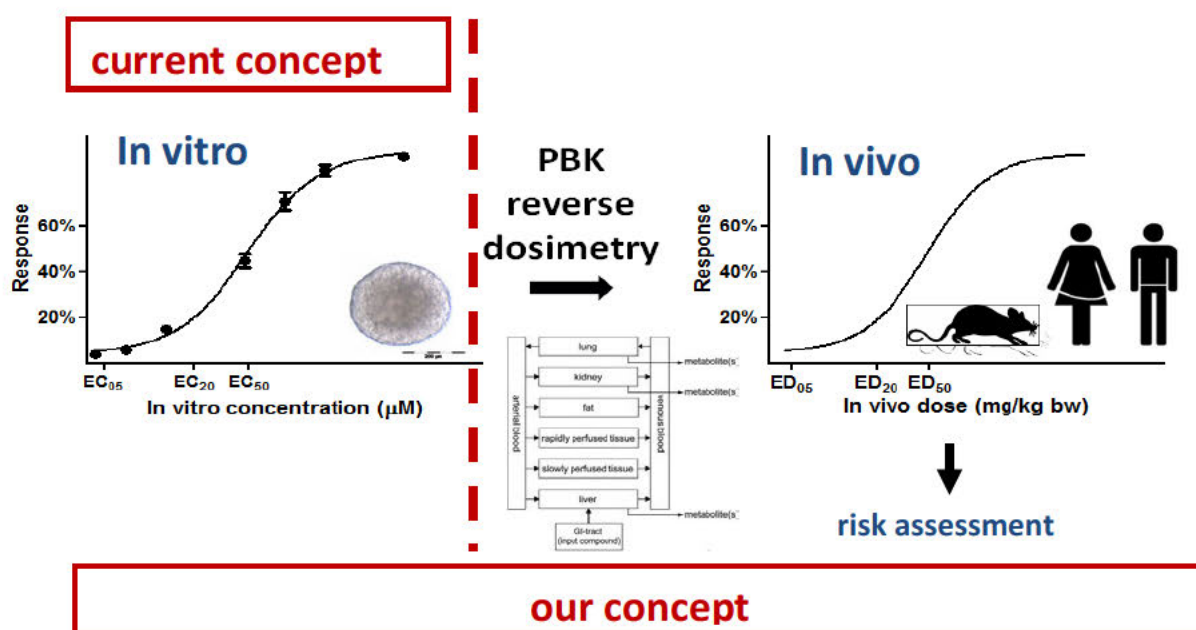 current concept
In vitro
Response
60%
40%
20%
EC05
EC20
EC50
In vitro concentration (µM)
PBK
reverse
dosimetry
arterial blood
venous blood
lung
metabolite(s)
kidney
metabolite(s)
fat
rapidly perfused tissue
slowly perfused tissue
liver
metabolite(s)
GI-tract
(input compound)
In vivo
Response
60%
40%
20%
ED05
ED20
ED50
In vivo dose (mg/kg bw)
risk assessment
our concept